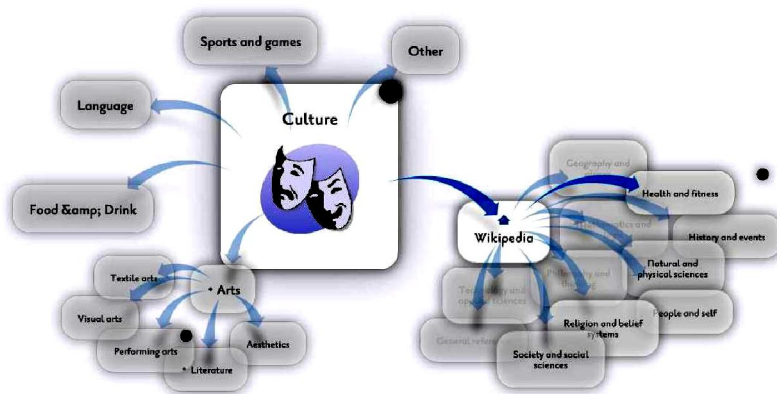 Sports and games
Other
Language
Culture
Food &amp; Drink
Geography and
Health and fitness
Wikipedia
History and events
Natural and
physical sciences
Textile arts
• Arts
Visual arts
People and self
Religion and belief
systems
Performing arts
Aesthetics
Society and social
sciences
• Literature